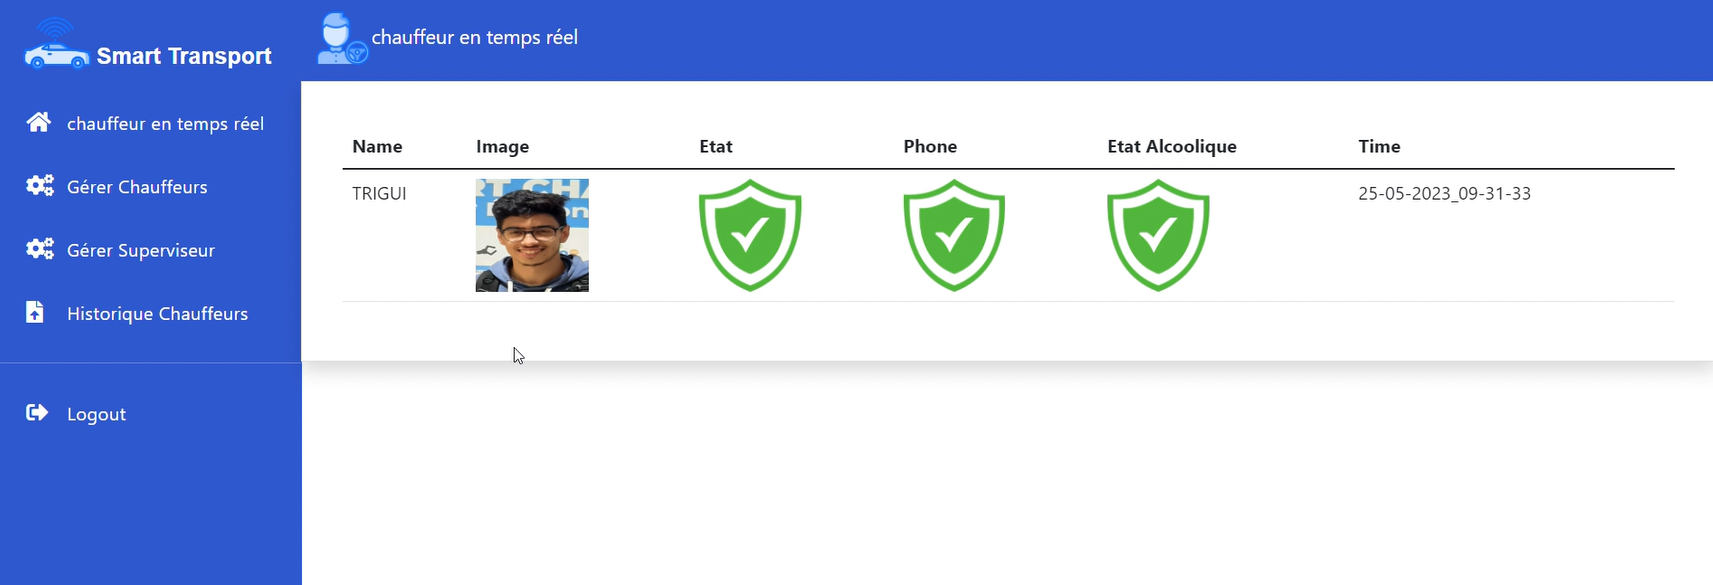 Smart Transport
chauffeur en temps réel
chauffeur en temps réel
Gérer Chauffeurs
Gérer Superviseur
Historique Chauffeurs
Logout
Name Image Etat Phone Etat Alcoolique Time
TRIGUI 25-05-2023_09-31-33